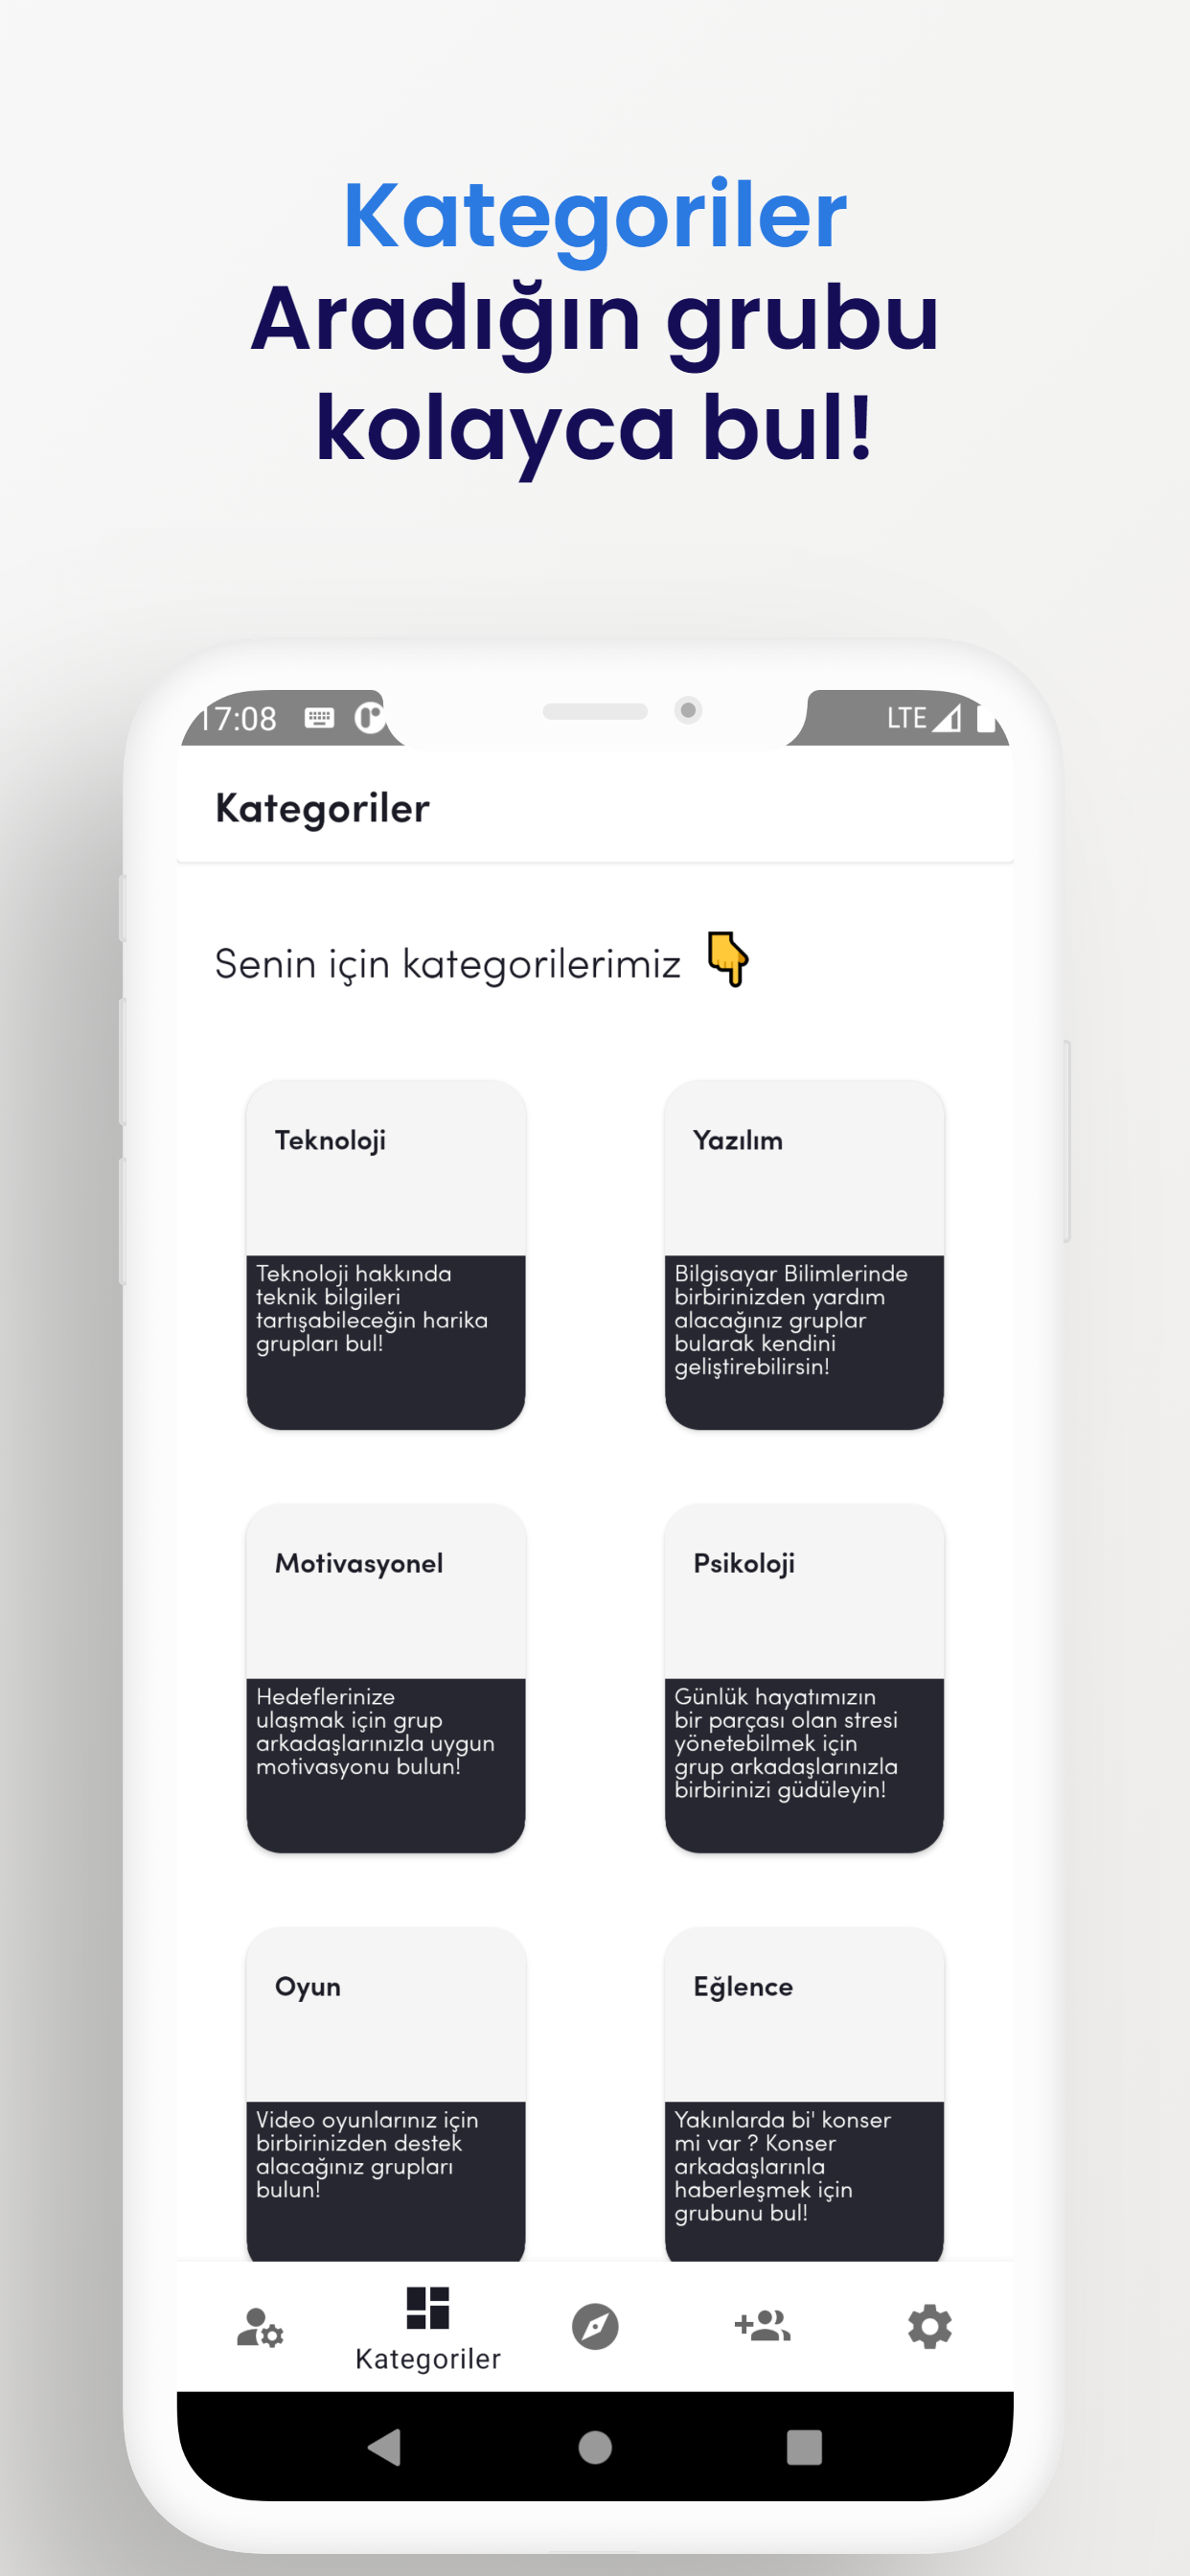 Kategoriler
Aradığın grubu
kolayca bul!
17:08
LTE
Kategoriler
Senin için kategorilerimiz 👇
Teknoloji
Teknoloji hakkında
teknik bilgileri
tartışabileceğin harika
grupları bul!
Yazılım
Bilgisayar Bilimlerinde
birbirinizden yardım
alacağınız gruplar
bularak kendini
geliştirebilirsin!
Motivasyonel
Hedeflerinize
ulaşmak için grup
arkadaşlarınızla uygun
motivasyonu bulun!
Psikoloji
Günlük hayatımızın
bir parçası olan stresi
yönetebilmek için
grup arkadaşlarınızla
birbirinizi güdüleyin!
Oyun
Video oyunlarınız için
birbirinizden destek
alacağınız grupları
bulun!
Eğlence
Yakınlarda bi' konser
mi var ? Konser
arkadaşlarınla
haberleşmek için
grubunu bul!
Kategoriler